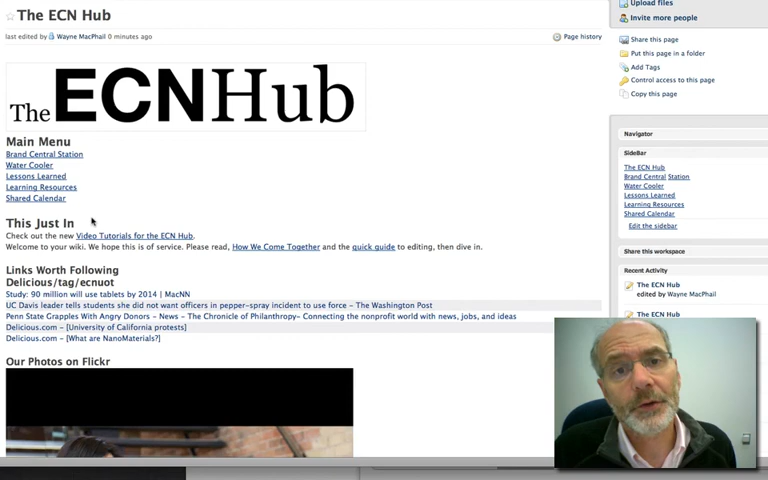 The ECN Hub
last edited by Wayne MacPhail 0 minutes ago
Page history
The ECNHub
Main Menu
Brand Central Station
Water Cooler
Lessons Learned
Learning Resources
Shared Calendar
This Just In
Check out the new Video Tutorials for the ECN Hub.
Welcome to your wiki. We hope this is of service. Please read, How We Come Together and the quick guide to editing, then dive in.
Links Worth Following
Delicious/tag/ecnuot
Study: 90 million will use tablets by 2014 | MacNN
UC Davis leader tells students she did not want officers in pepper-spray incident to use force - The Washington Post
Penn State Grapples With Angry Donors - News - The Chronicle of Philanthropy- Connecting the nonprofit world with news, jobs, and ideas
Delicious.com - [University of California protests]
Delicious.com - [What are NanoMaterials?]
Our Photos on Flickr
Upload files
Invite more people
Share this page
Put this page in a folder
Add Tags
Control access to this page
Copy this page
Navigator
SideBar
The ECN Hub
Brand Central Station
Water Cooler
Lessons Learned
Learning Resources
Shared Calendar
Edit the sidebar
Share this workspace
Recent Activity
The ECN Hub
edited by Wayne MacPhail
The ECN Hub